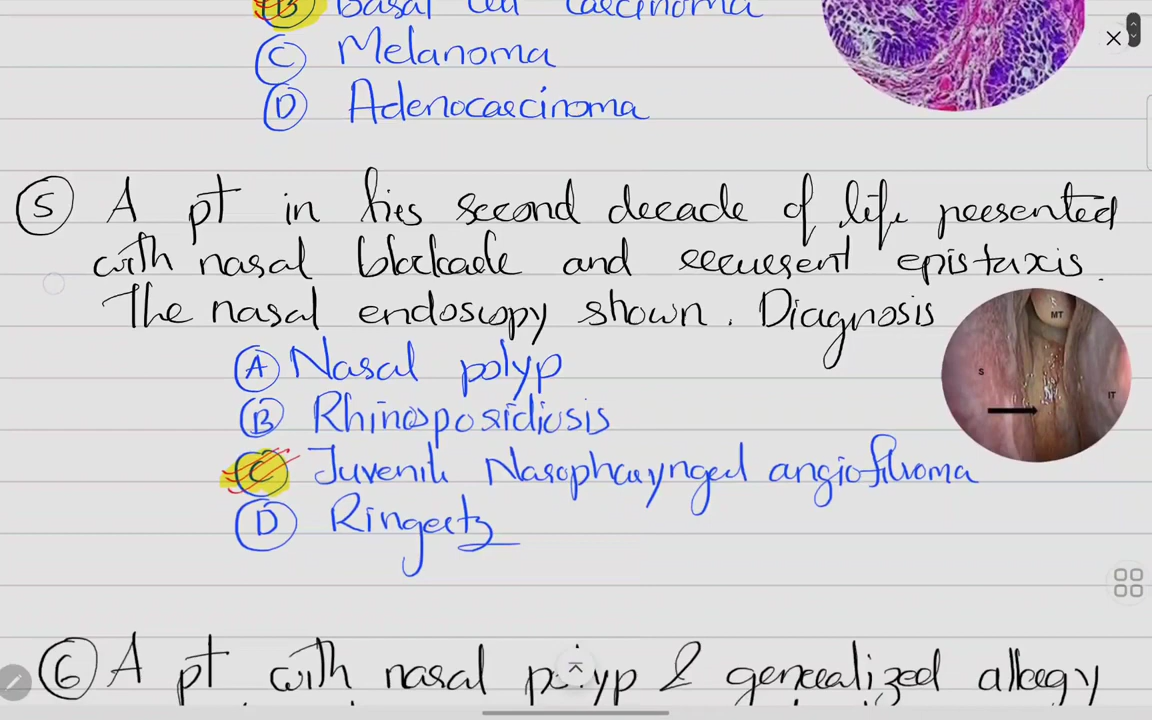 B Basal Cell Carcinoma
C Melanoma
D Adenocarcinoma
5 A pt in his second decade of life presented
with nasal blockade and recurrent epistaxis.
The nasal endoscopy shown. Diagnosis
MT
S
IT
A Nasal polyp
B Rhinosporidiosis
C Juvenile Nasopharyngeal angiofibroma
D Ringertz
6 A pt with nasal polyp & generalized allergy